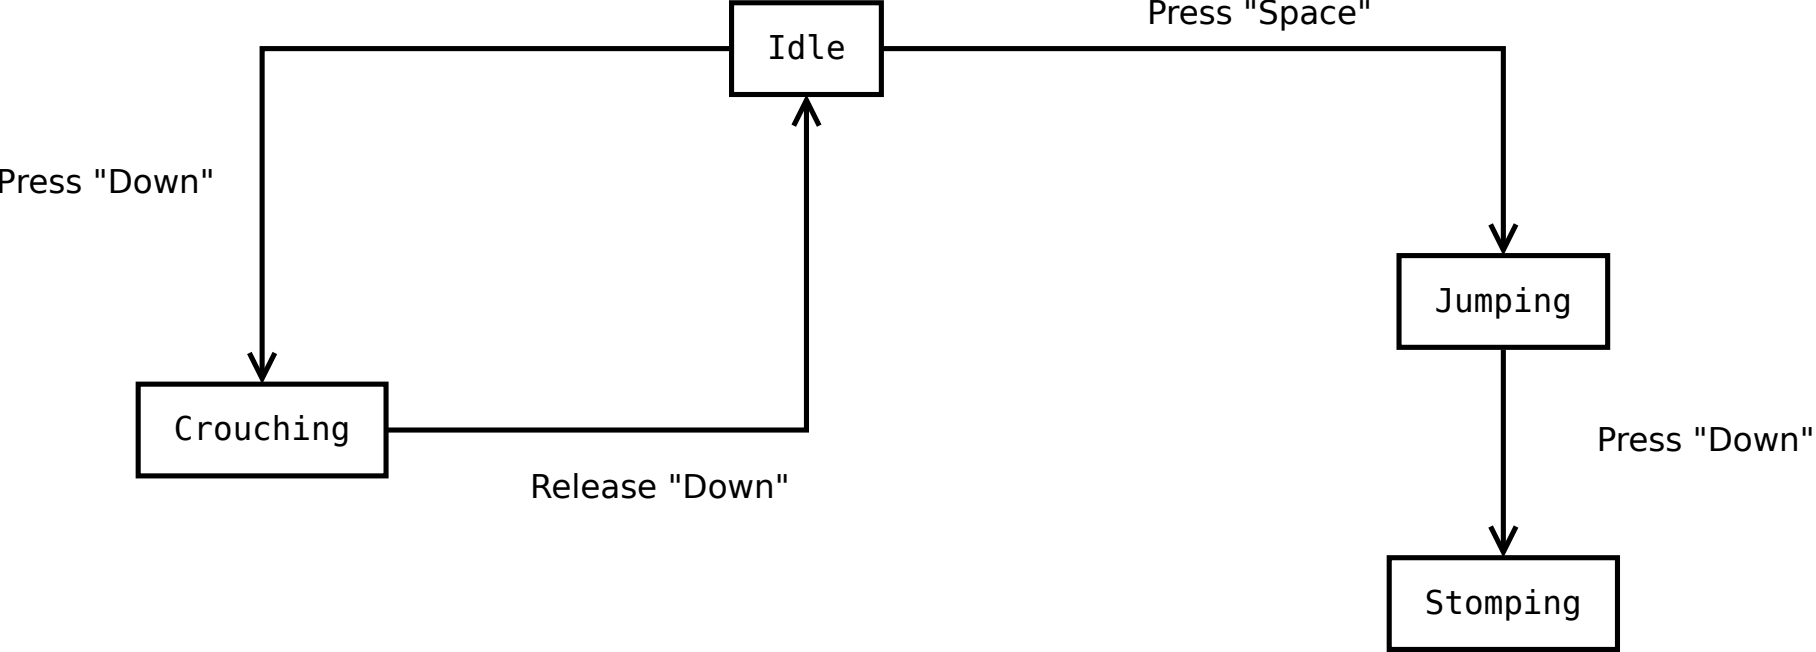 Press "Space"
Idle
Press "Down"
Jumping
Crouching
Press "Down"
Release "Down"
Stomping